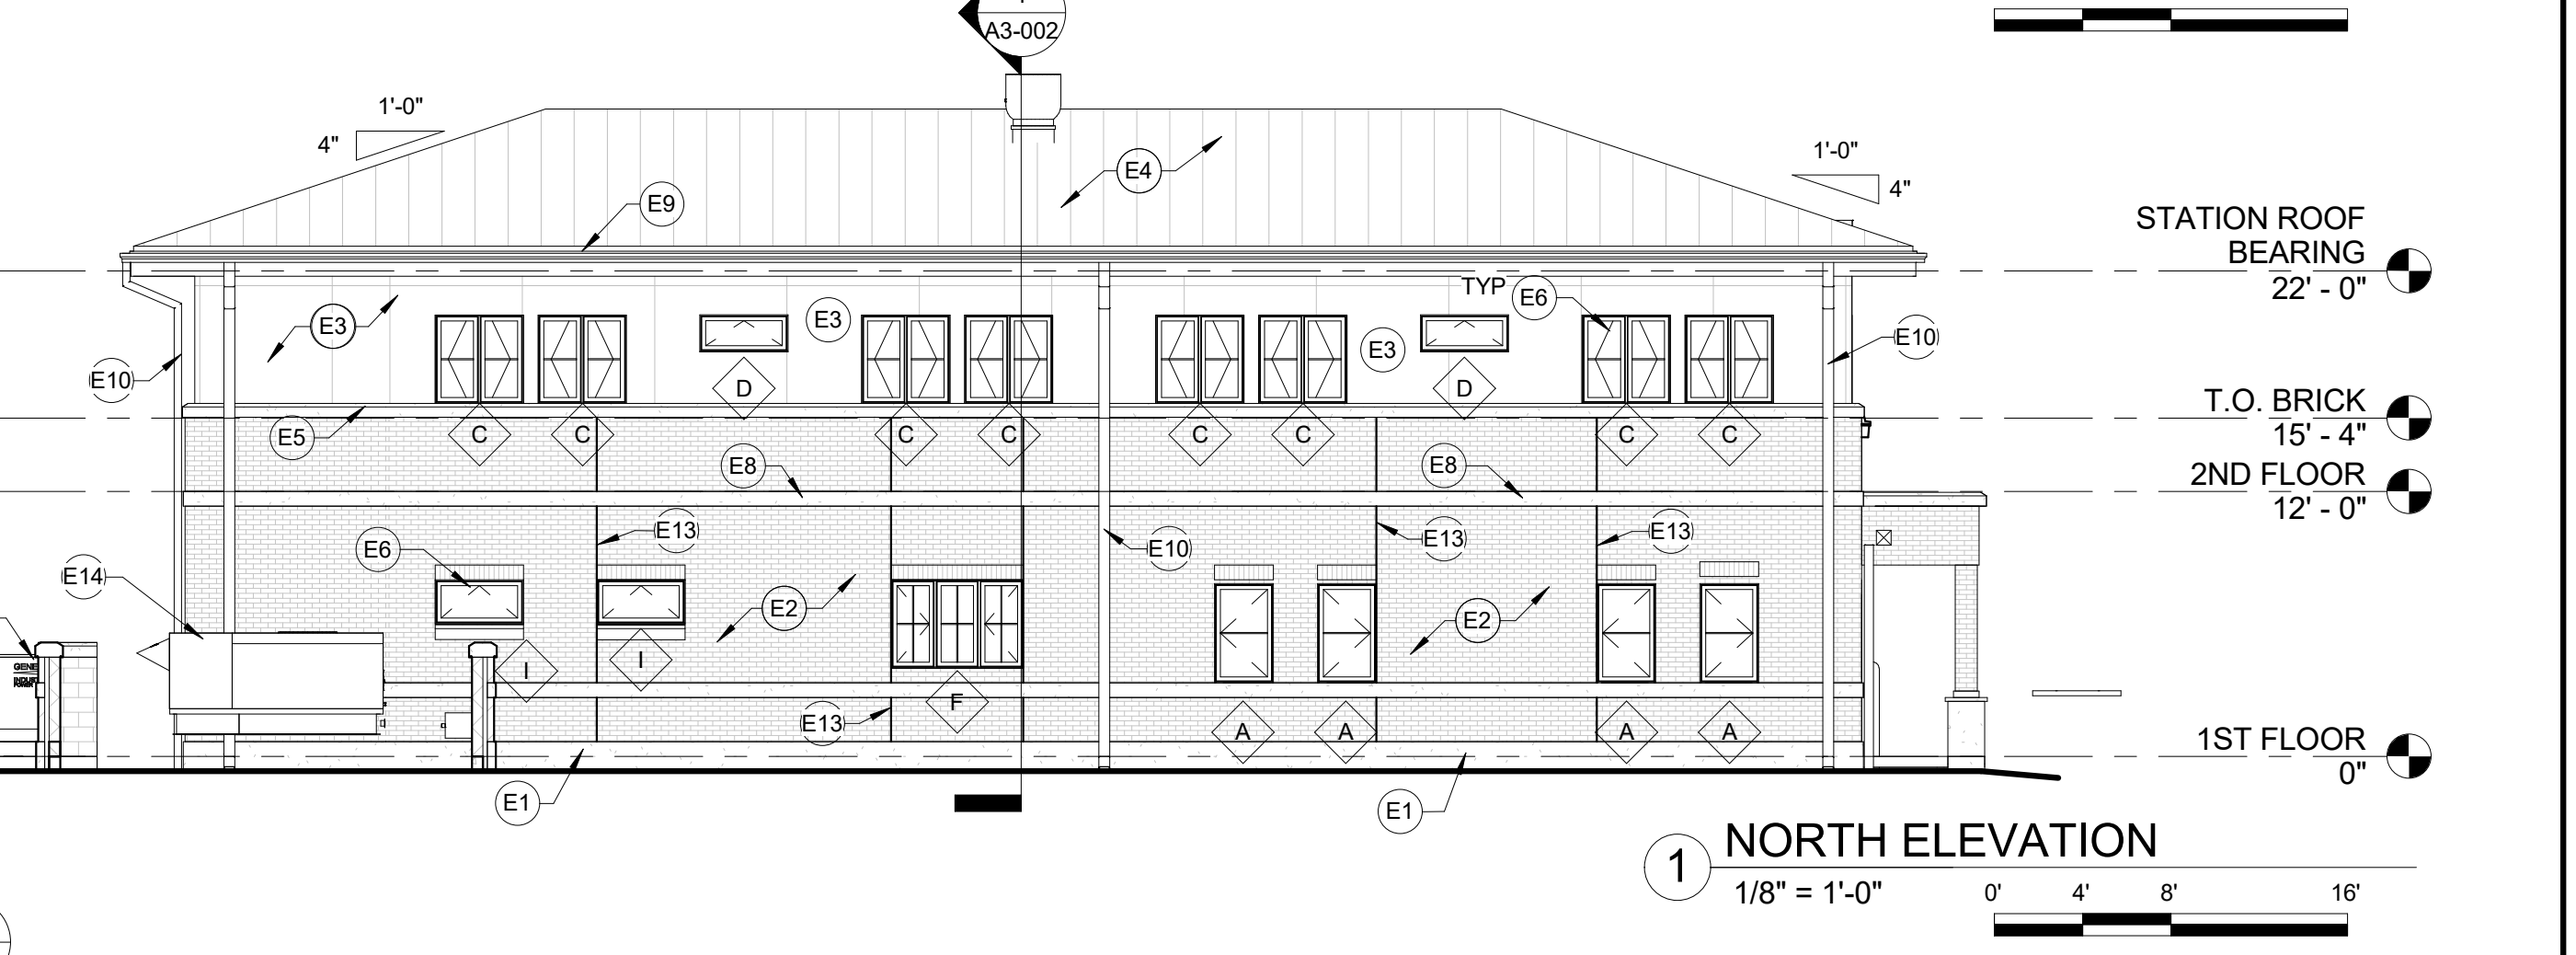 A3-002
1'-0"
4"
E9
E4
1'-0"
4"
STATION ROOF
BEARING
22' - 0"
E3
E10
E3
D
TYP
E6
E3
D
E10
E5
C
C
C
C
C
C
C
C
T.O. BRICK
15' - 4"
E8
E8
2ND FLOOR
12' - 0"
E6
E13
E10
E13
E13
E14
E2
E2
I
I
F
E13
A
A
A
A
1ST FLOOR
0"
E1
E1
1
NORTH ELEVATION
1/8" = 1'-0"
0'
4'
8'
16'